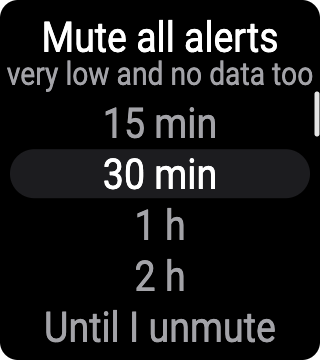 Mute all alerts
very low and no data too
15 min
30 min
1 h
2 h
Until I unmute